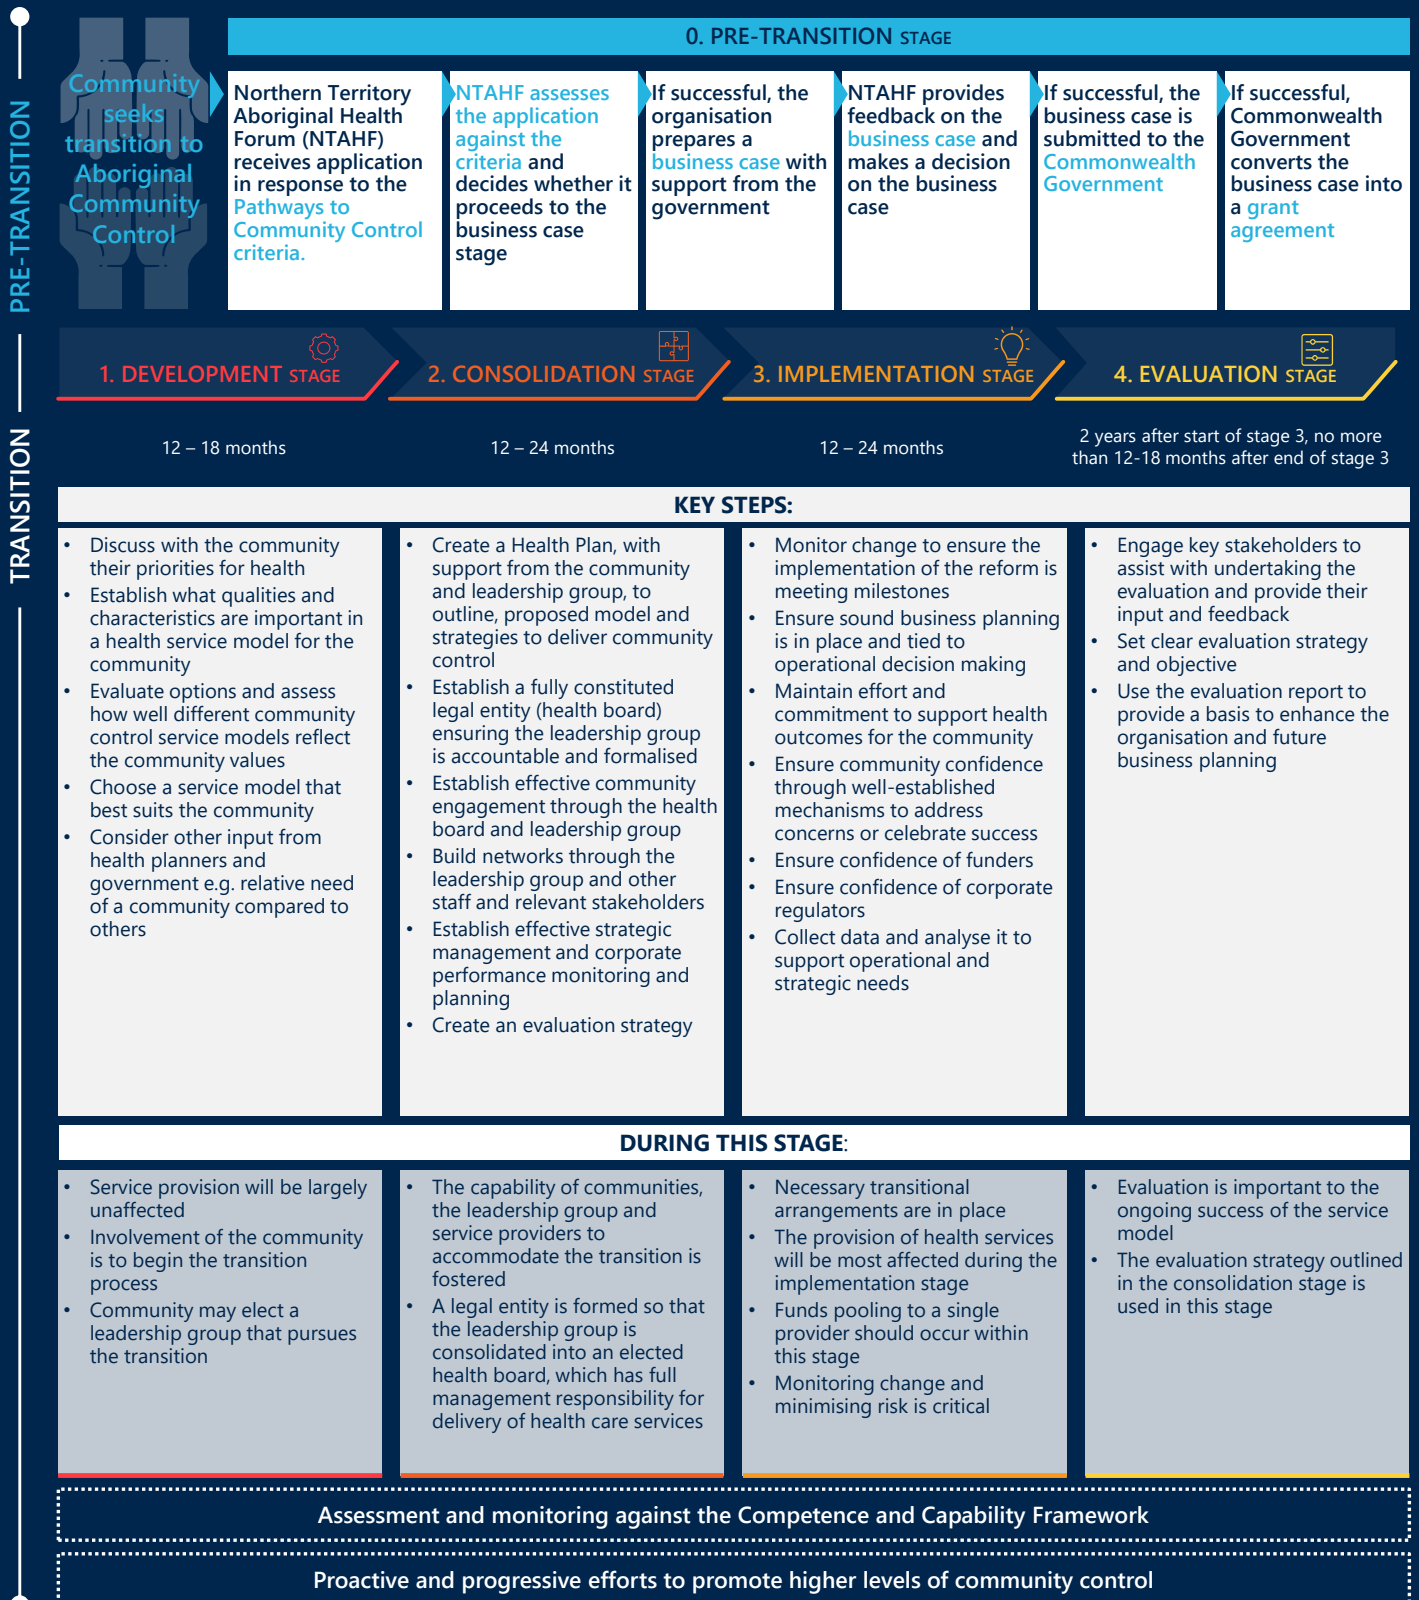 PRE-TRANSITION
TRANSITION
0. PRE-TRANSITION STAGE
Community
seeks
transition to
Aboriginal
Community
Control
Northern Territory
Aboriginal Health
Forum (NTAHF)
receives application
in response to the
Pathways to
Community Control
criteria.
NTAHF assesses
the application
against the
criteria and
decides whether it
proceeds to the
business case
stage
If successful, the
organisation
prepares a
business case with
support from the
government
NTAHF provides
feedback on the
business case and
makes a decision
on the business
case
If successful, the
business case is
submitted to the
Commonwealth
Government
If successful,
Commonwealth
Government
converts the
business case into
a grant
agreement
1. DEVELOPMENT STAGE
2. CONSOLIDATION STAGE
3. IMPLEMENTATION STAGE
4. EVALUATION STAGE
12 – 18 months
12 – 24 months
12 – 24 months
2 years after start of stage 3, no more
than 12-18 months after end of stage 3
KEY STEPS:
• Discuss with the community
their priorities for health
• Establish what qualities and
characteristics are important in
a health service model for the
community
• Evaluate options and assess
how well different community
control service models reflect
the community values
• Choose a service model that
best suits the community
• Consider other input from
health planners and
government e.g. relative need
of a community compared to
others
• Create a Health Plan, with
support from the community
and leadership group, to
outline, proposed model and
strategies to deliver community
control
• Establish a fully constituted
legal entity (health board)
ensuring the leadership group
is accountable and formalised
• Establish effective community
engagement through the health
board and leadership group
• Build networks through the
leadership group and other
staff and relevant stakeholders
• Establish effective strategic
management and corporate
performance monitoring and
planning
• Create an evaluation strategy
• Monitor change to ensure the
implementation of the reform is
meeting milestones
• Ensure sound business planning
is in place and tied to
operational decision making
• Maintain effort and
commitment to support health
outcomes for the community
• Ensure community confidence
through well-established
mechanisms to address
concerns or celebrate success
• Ensure confidence of funders
• Ensure confidence of corporate
regulators
• Collect data and analyse it to
support operational and
strategic needs
• Engage key stakeholders to
assist with undertaking the
evaluation and provide their
input and feedback
• Set clear evaluation strategy
and objective
• Use the evaluation report to
provide a basis to enhance the
organisation and future
business planning
DURING THIS STAGE:
• Service provision will be largely
unaffected
• Involvement of the community
is to begin the transition
process
• Community may elect a
leadership group that pursues
the transition
• The capability of communities,
the leadership group and
service providers to
accommodate the transition is
fostered
• A legal entity is formed so that
the leadership group is
consolidated into an elected
health board, which has full
management responsibility for
delivery of health care services
• Necessary transitional
arrangements are in place
• The provision of health services
will be most affected during the
implementation stage
• Funds pooling to a single
provider should occur within
this stage
• Monitoring change and
minimising risk is critical
• Evaluation is important to the
ongoing success of the service
model
• The evaluation strategy outlined
in the consolidation stage is
used in this stage
Assessment and monitoring against the Competence and Capability Framework
Proactive and progressive efforts to promote higher levels of community control